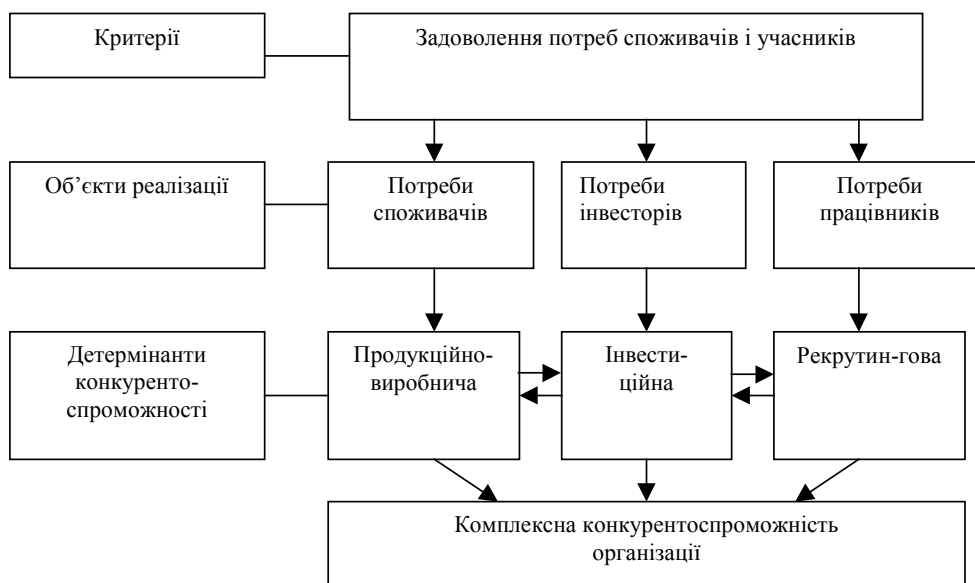 Критерії
Задоволення потреб споживачів і учасників
Об’єкти реалізації
Потреби
споживачів
Потреби
інвесторів
Потреби
працівників
Детермінанти
конкуренто-
спроможності
Продукційно-
виробнича
Інвести-
ційна
Рекрутин-гова
Комплексна конкурентоспроможність
організації